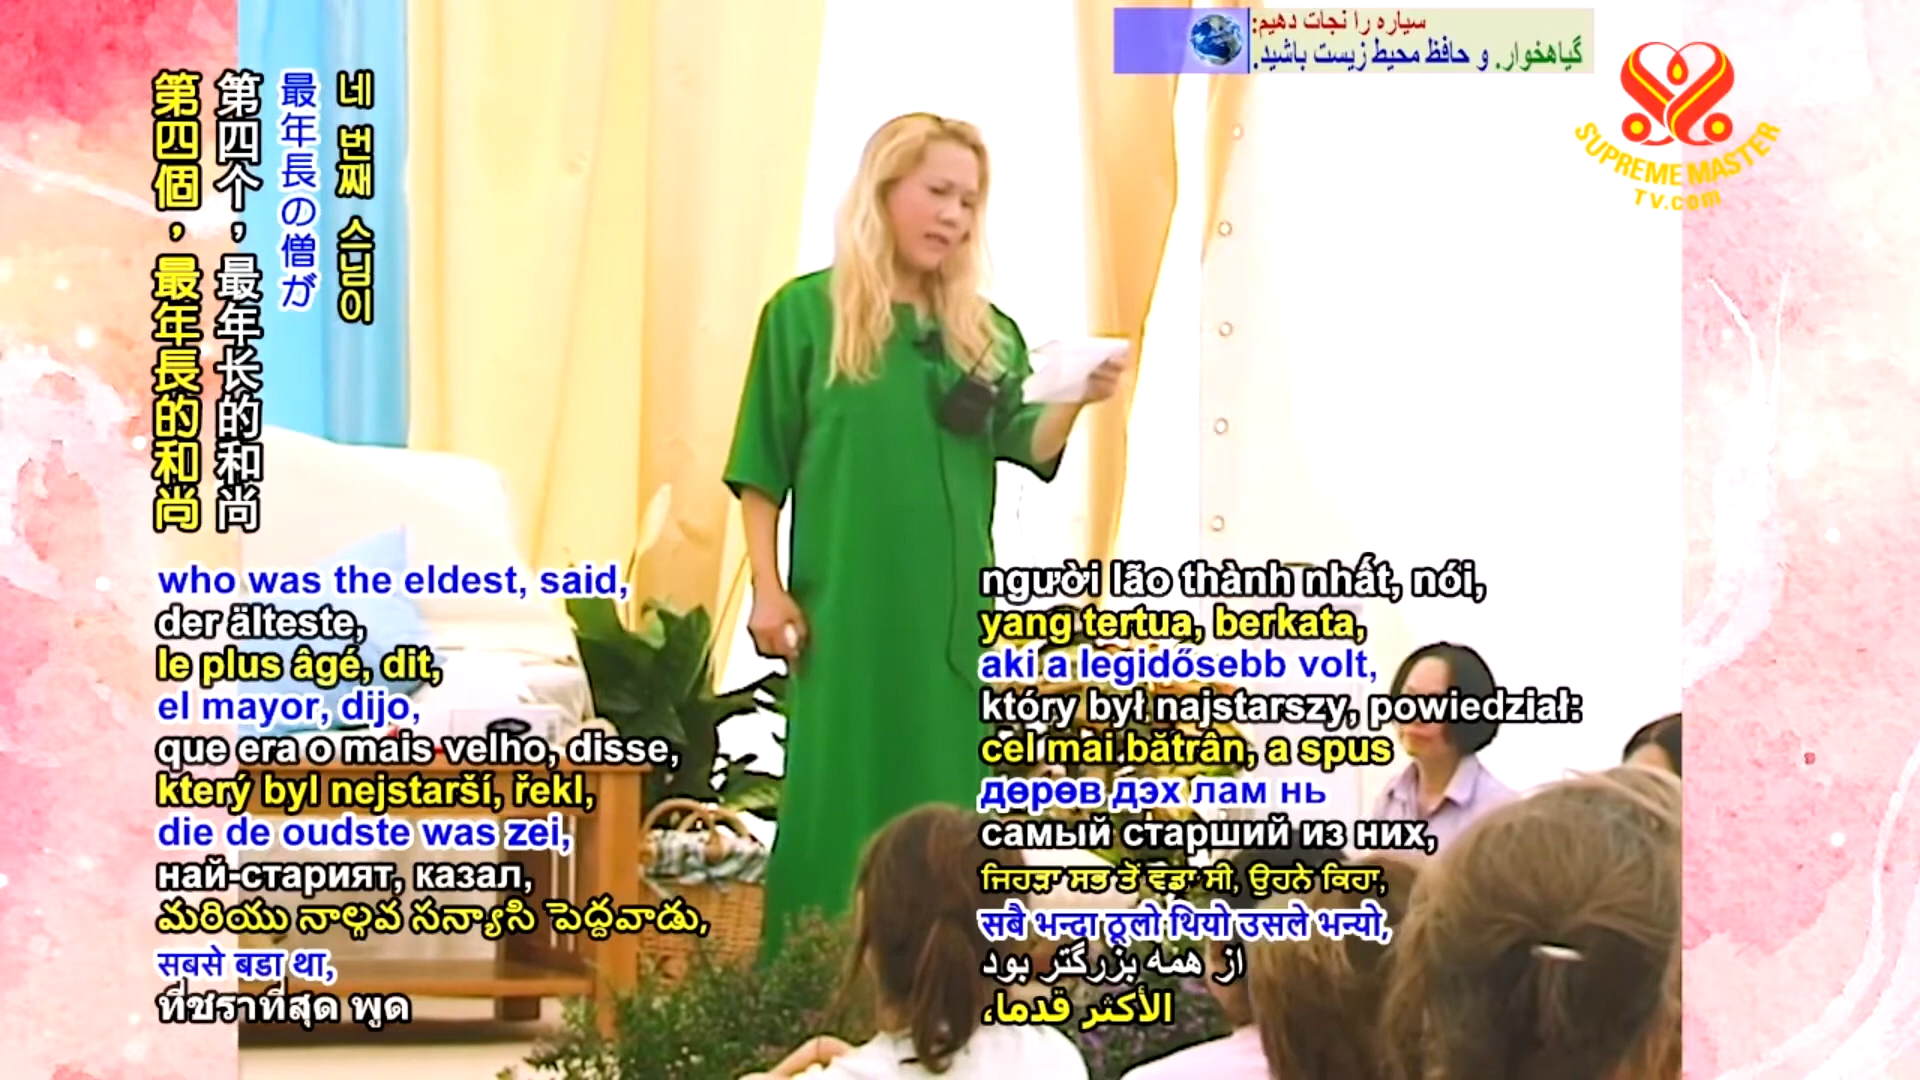 سیاره را نجات دهیم:
گیاهخوار. و حافظ محیط زیست باشید.
SUPREME MASTER
TV.com
네 번째 스님이
最年長の僧が
第四个，最年长的和尚
第四個，最年長的和尚
who was the eldest, said,
der älteste,
le plus âgé, dit,
el mayor, dijo,
que era o mais velho, disse,
který byl nejstarší, řekl,
die de oudste was zei,
най-старият, казал,
మరియు నాల్గవ సన్యాసి పెద్దవాడు,
सबसे बडा था,
ที่ชราที่สุด พูด
người lão thành nhất, nói,
yang tertua, berkata,
aki a legidősebb volt,
który był najstarszy, powiedział:
cel mai bătrân, a spus
дөрөв дэх лам нь
самый старший из них,
ਜਿਹੜਾ ਸਭ ਤੋਂ ਵਡਾ ਸੀ, ਉਹਨੇ ਕਿਹਾ,
सबै भन्दा ठूलो थियो उसले भन्यो,
از همه بزرگتر بود
الأكثر قدما،